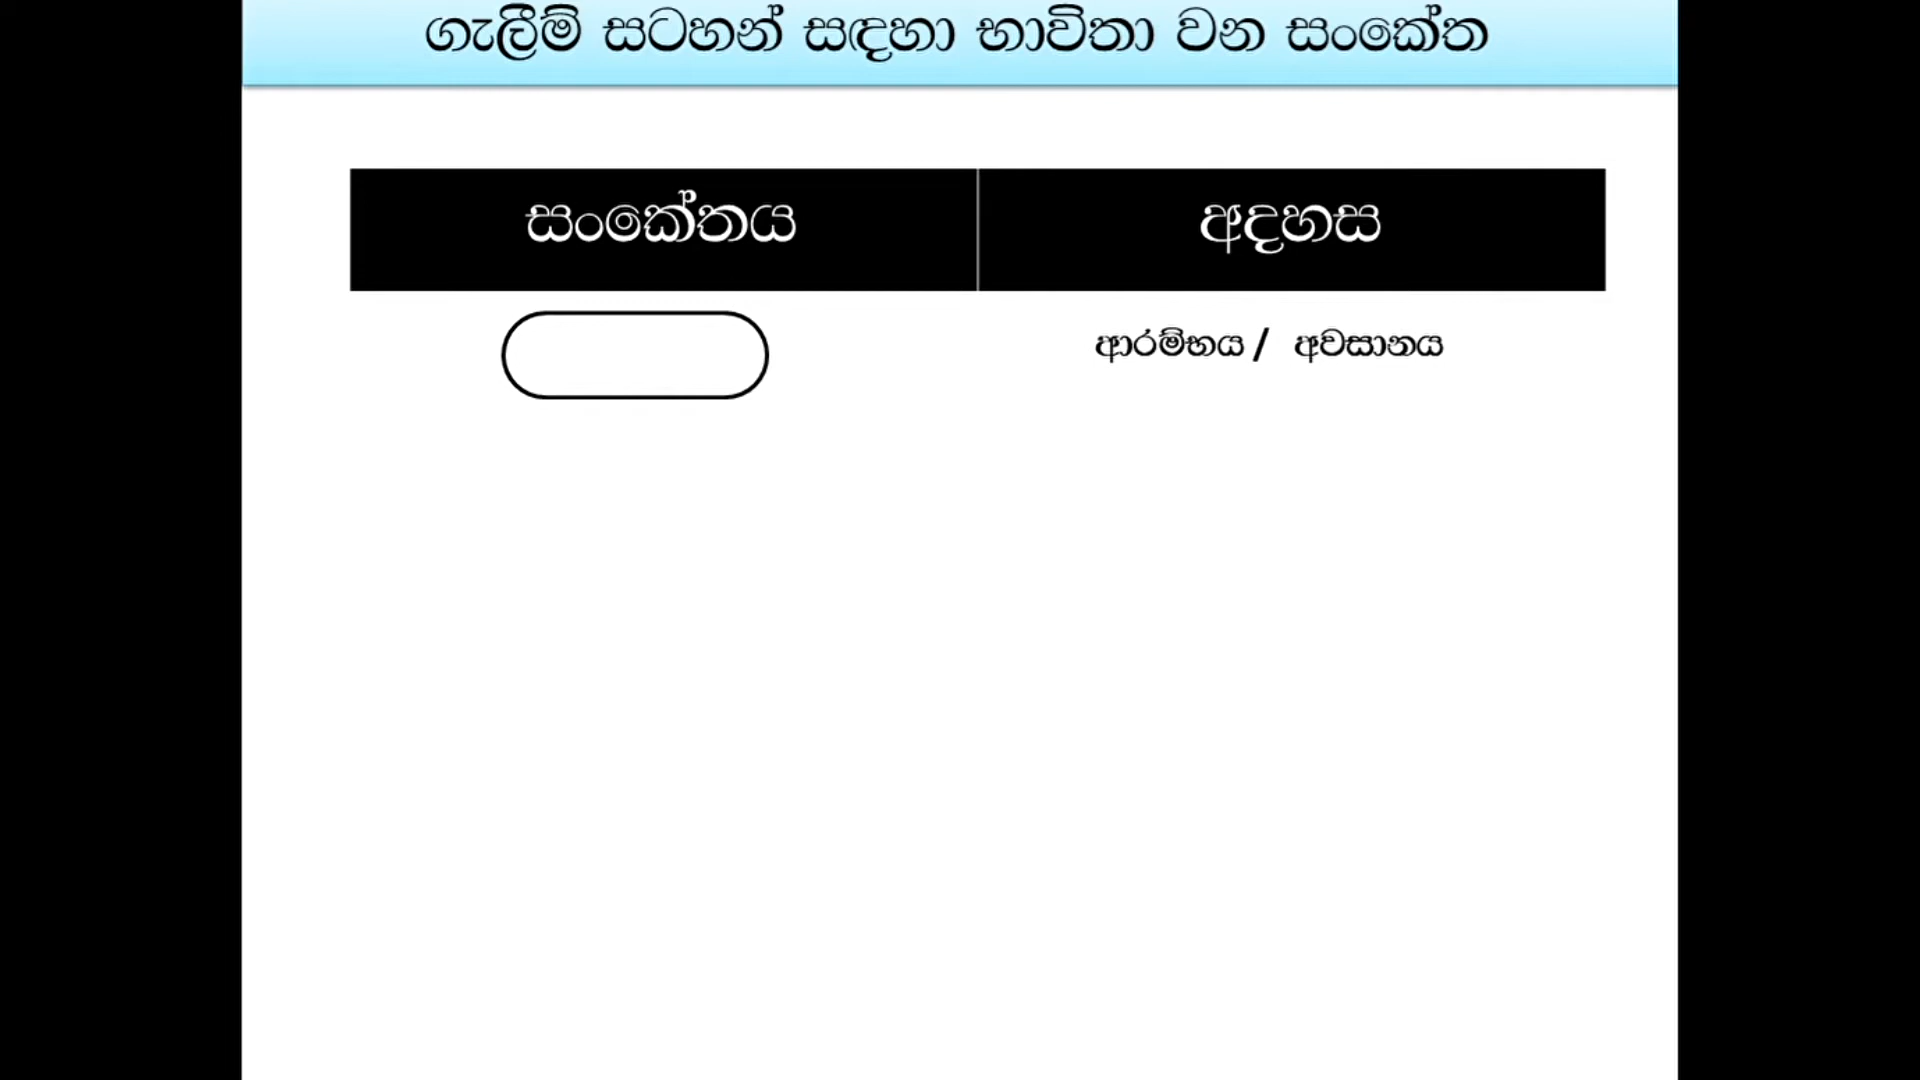 ගැලීම් සටහන් සඳහා භාවිතා වන සංකේත
සංකේතය අදහස
ආරම්භය / අවසානය